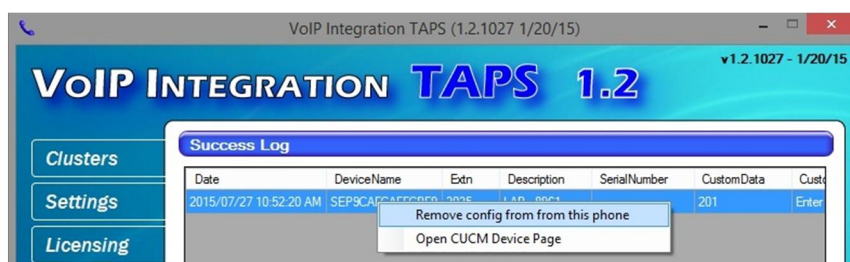 VoIP Integration TAPS (1.2.1027 1/20/15)
VOIP INTEGRATION TAPS 1.2
v1.2.1027 - 1/20/15
Clusters
Settings
Licensing
Success Log
Date DeviceName Extn Description SerialNumber CustomData
2015/07/27 10:52:20 AM 201 Enter
Remove config from from this phone
Open CUCM Device Page